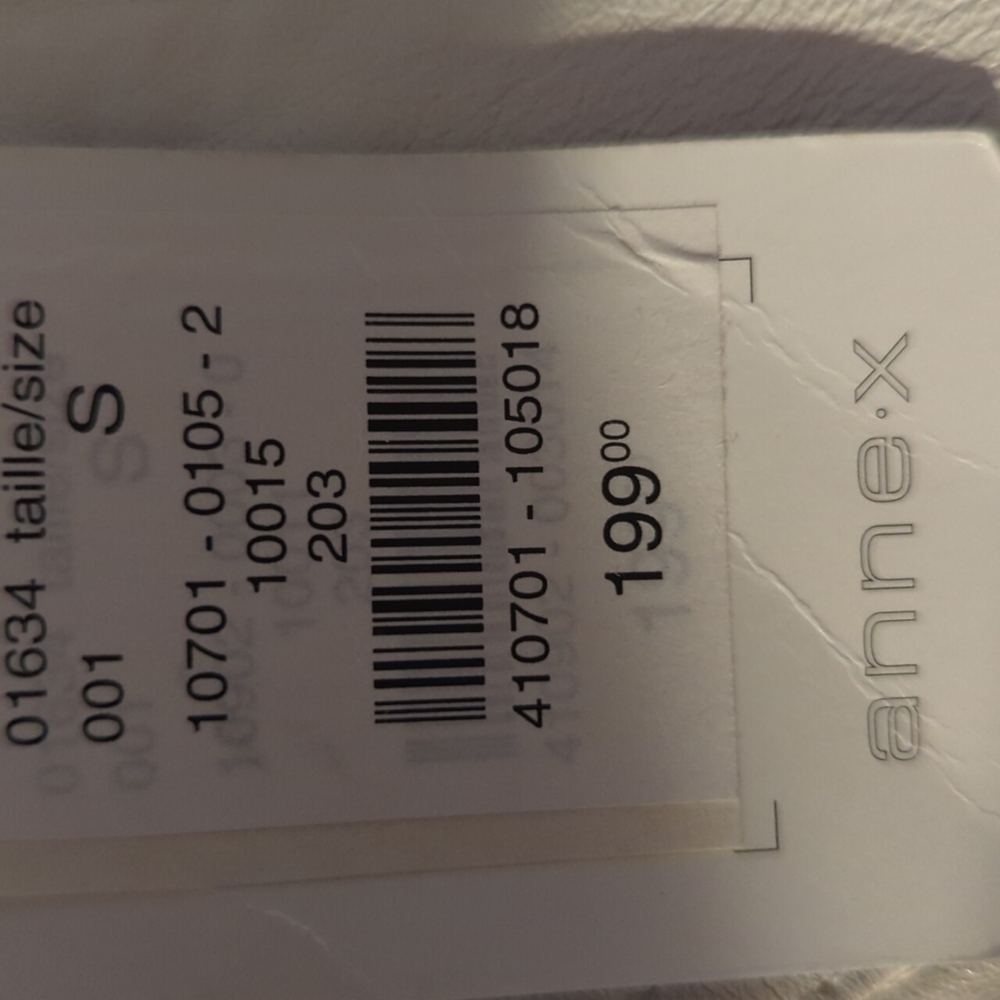 01634 taille/size
001 S
10701 - 0105 - 2
10015
203
410701 - 105018
199⁰⁰
anne.x